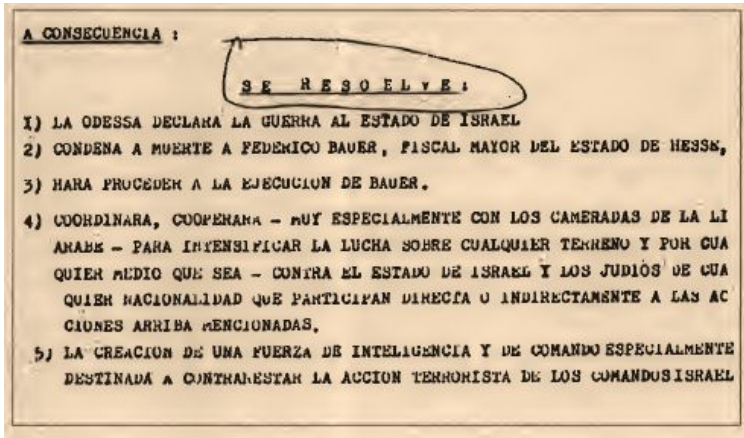 A CONSECUENCIA :
SE RESOELVE:
1) LA ODESSA DECLARA LA GUERRA AL ESTADO DE ISRAEL
2) CONDENA A MUERTE A FEDERICO BAUER, FISCAL MAYOR DEL ESTADO DE HESSE,
3) HARA PROCEDER A LA EJECUCION DE BAUER.
4) COORDINARA, COOPERARA - MUY ESPECIALMENTE CON LOS CAMERADAS DE LA LI
ARABE - PARA INTENSIFICAR LA LUCHA SOBRE CUALQUIER TERRENO Y POR CUA
QUIER MEDIO QUE SEA - CONTRA EL ESTADO DE ISRAEL Y LOS JUDIOS DE CUA
QUIER NACIONALIDAD QUE PARTICIPAN DIRECTA O INDIRECTAMENTE A LAS AC
CIONES ARRIBA MENCIONADAS.
5) LA CREACION DE UNA FUERZA DE INTELIGENCIA Y DE COMANDO ESPECIALMENTE
DESTINADA A CONTRARESTAR LA ACCION TERRORISTA DE LOS COMANDOS ISRAEL